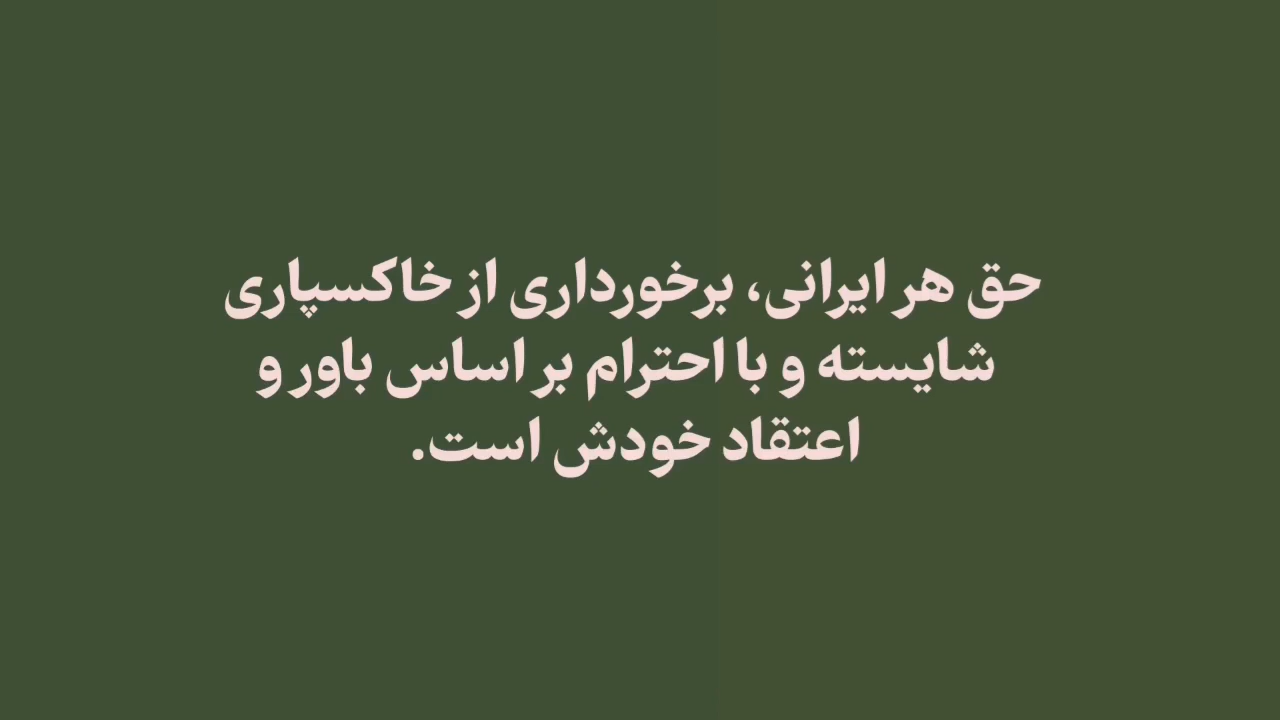 حق هر ایرانی، برخورداری از خاکسپاری
شایسته و با احترام بر اساس باور و
اعتقاد خودش است.